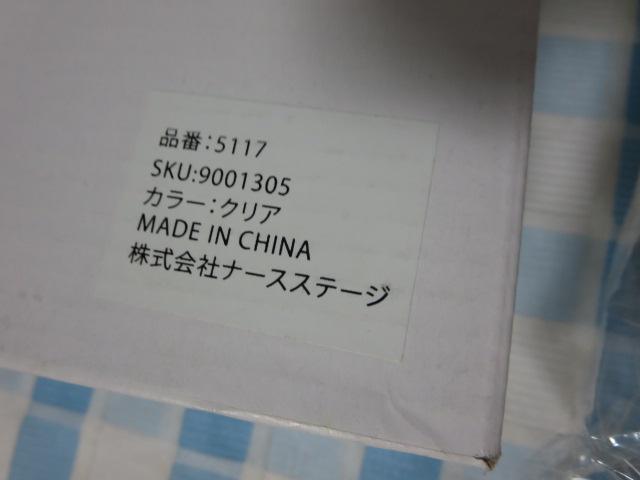 品番：5117
SKU:9001305
カラー：クリア
MADE IN CHINA
株式会社ナースステージ